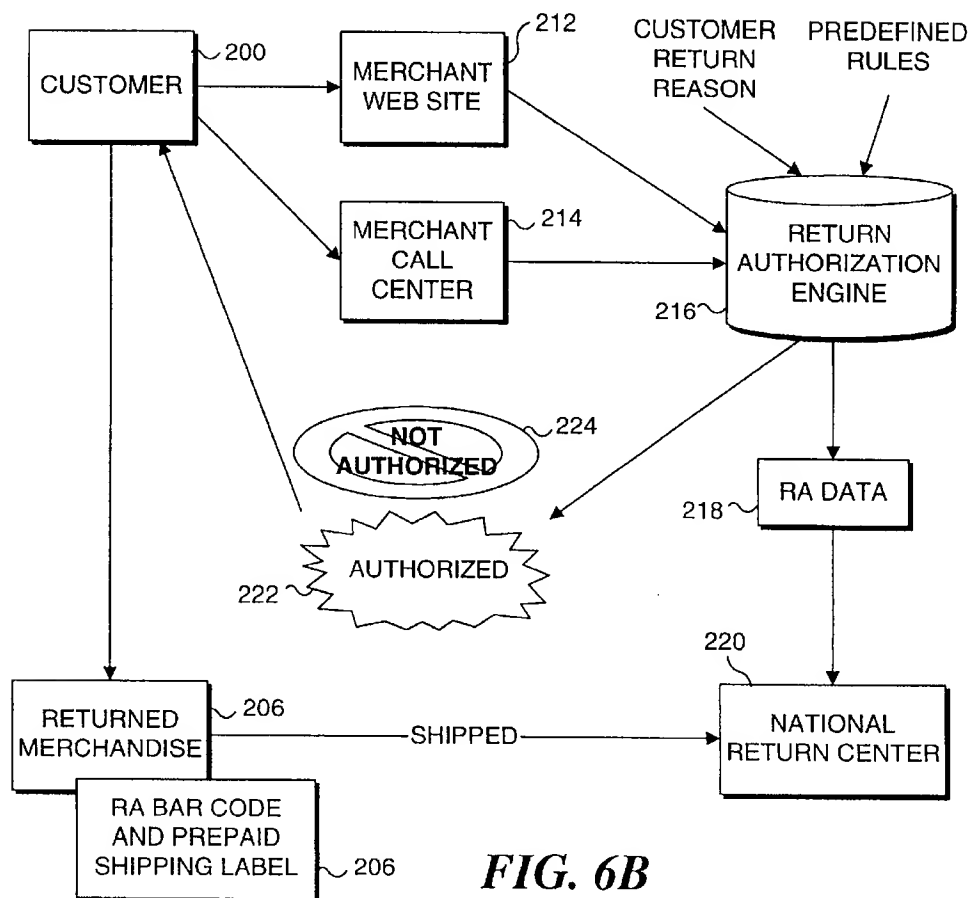 200
CUSTOMER
212
MERCHANT
WEB SITE
CUSTOMER
RETURN
REASON
PREDEFINED
RULES
214
MERCHANT
CALL
CENTER
RETURN
AUTHORIZATION
ENGINE
216
NOT
AUTHORIZED
224
AUTHORIZED
222
RA DATA
218
220
RETURNED
MERCHANDISE
206
SHIPPED
NATIONAL
RETURN CENTER
RA BAR CODE
AND PREPAID
SHIPPING LABEL
206
FIG. 6B